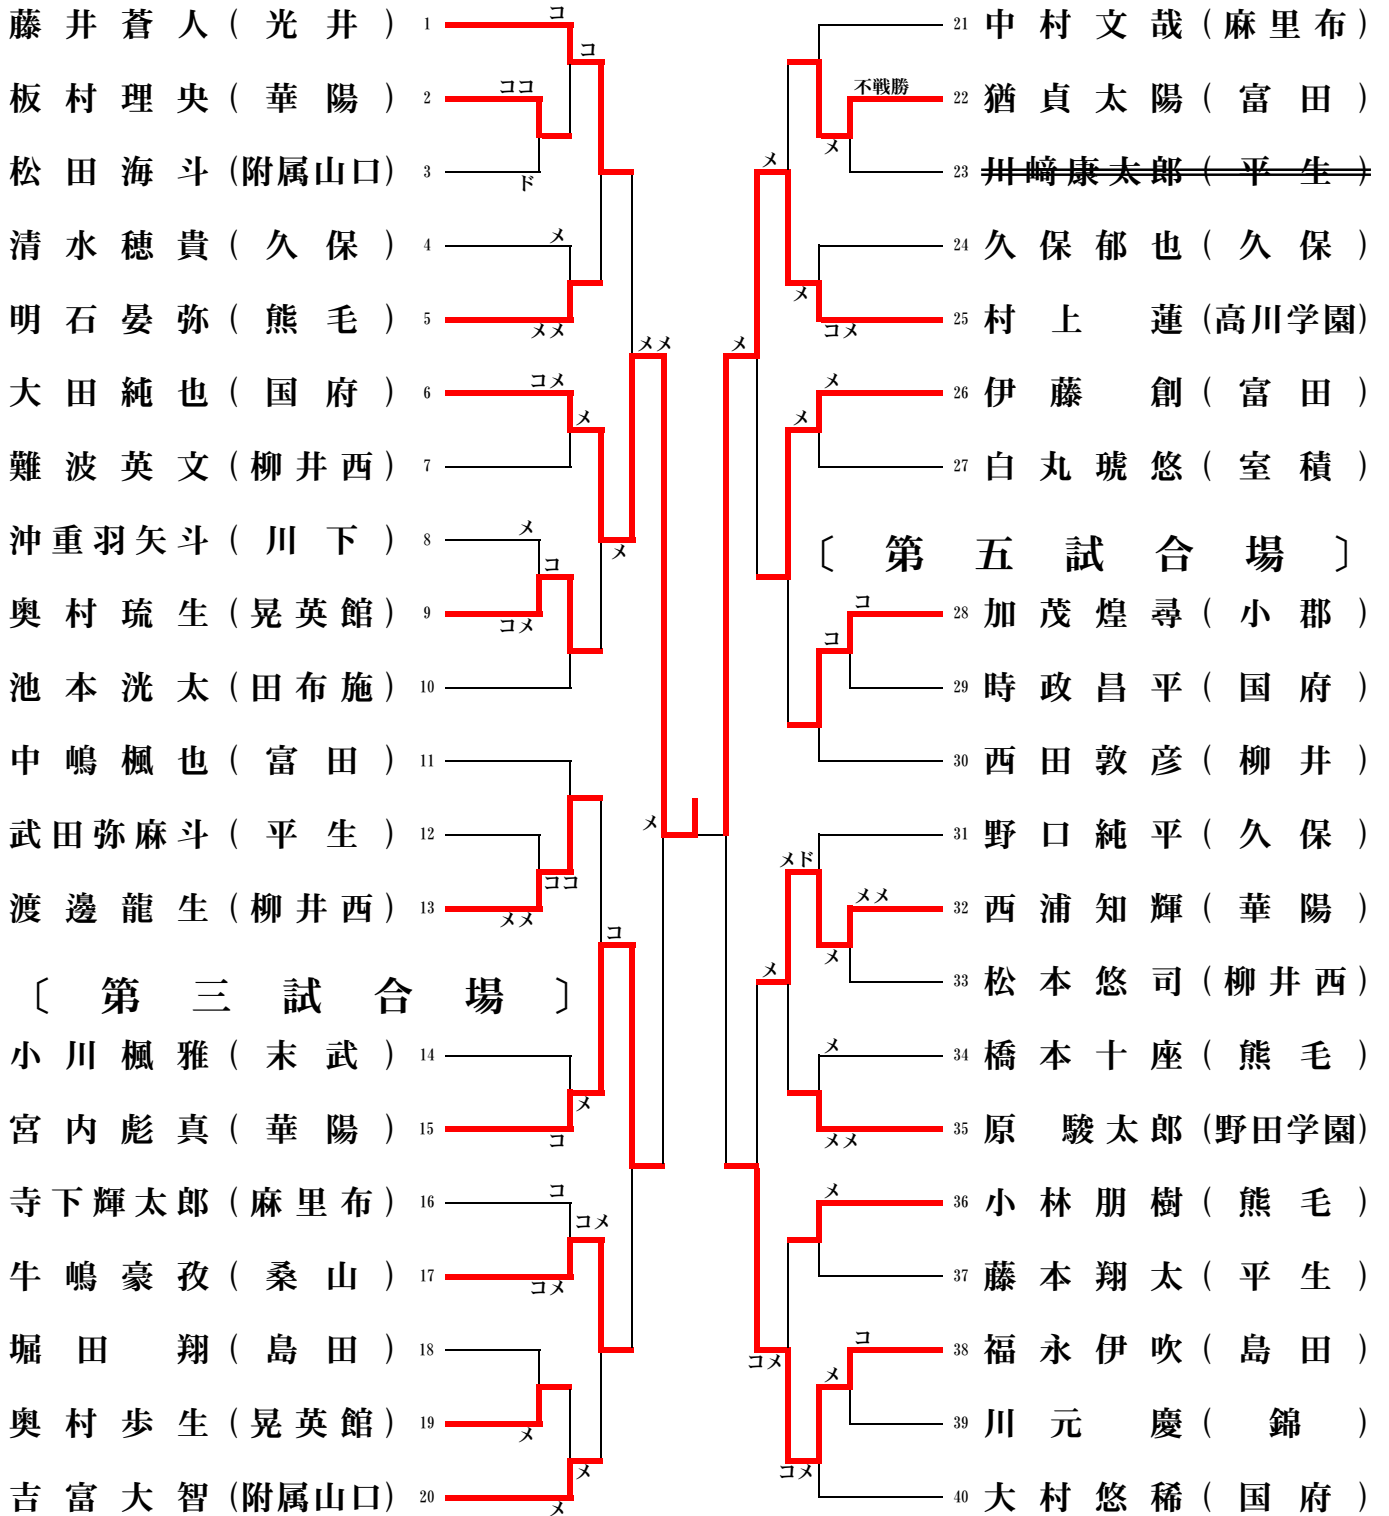 藤井蒼人(光井) 1
コ
コ
板村理央(華陽) 2
ココ
松田海斗(附属山口) 3
ド
清水穂貴(久保) 4
メ
明石晏弥(熊毛) 5
メメ
メメ
大田純也(国府) 6
コメ
メ
難波英文(柳井西) 7
沖重羽矢斗(川下) 8
メ
メ
コ
奥村琉生(晃英館) 9
コメ
池本洸太(田布施) 10
中嶋楓也(富田) 11
武田弥麻斗(平生) 12
メ
ココ
渡邊龍生(柳井西) 13
メメ
コ
〔第三試合場〕
小川楓雅(末武) 14
メ
宮内彪真(華陽) 15
コ
寺下輝太郎(麻里布) 16
コ
コメ
牛嶋豪孜(桑山) 17
コメ
堀田翔(島田) 18
奥村歩生(晃英館) 19
メ
メ
吉富大智(附属山口) 20
メ
21 中村文哉(麻里布)
不戦勝
22 猶貞太陽(富田)
メ
メ
23 川﨑康太郎(平生)
24 久保郁也(久保)
メ
25 村上蓮(高川学園)
コメ
メ
メ
26 伊藤創(富田)
メ
27 白丸琥悠(室積)
〔第五試合場〕
コ
28 加茂煌尋(小郡)
コ
29 時政昌平(国府)
30 西田敦彦(柳井)
31 野口純平(久保)
メド
メメ
32 西浦知輝(華陽)
メ
メ
33 松本悠司(柳井西)
メ
34 橋本十座(熊毛)
35 原駿太郎(野田学園)
メメ
メ
36 小林朋樹(熊毛)
37 藤本翔太(平生)
コ
38 福永伊吹(島田)
コメ
メ
39 川元慶(錦)
コメ
40 大村悠稀(国府)